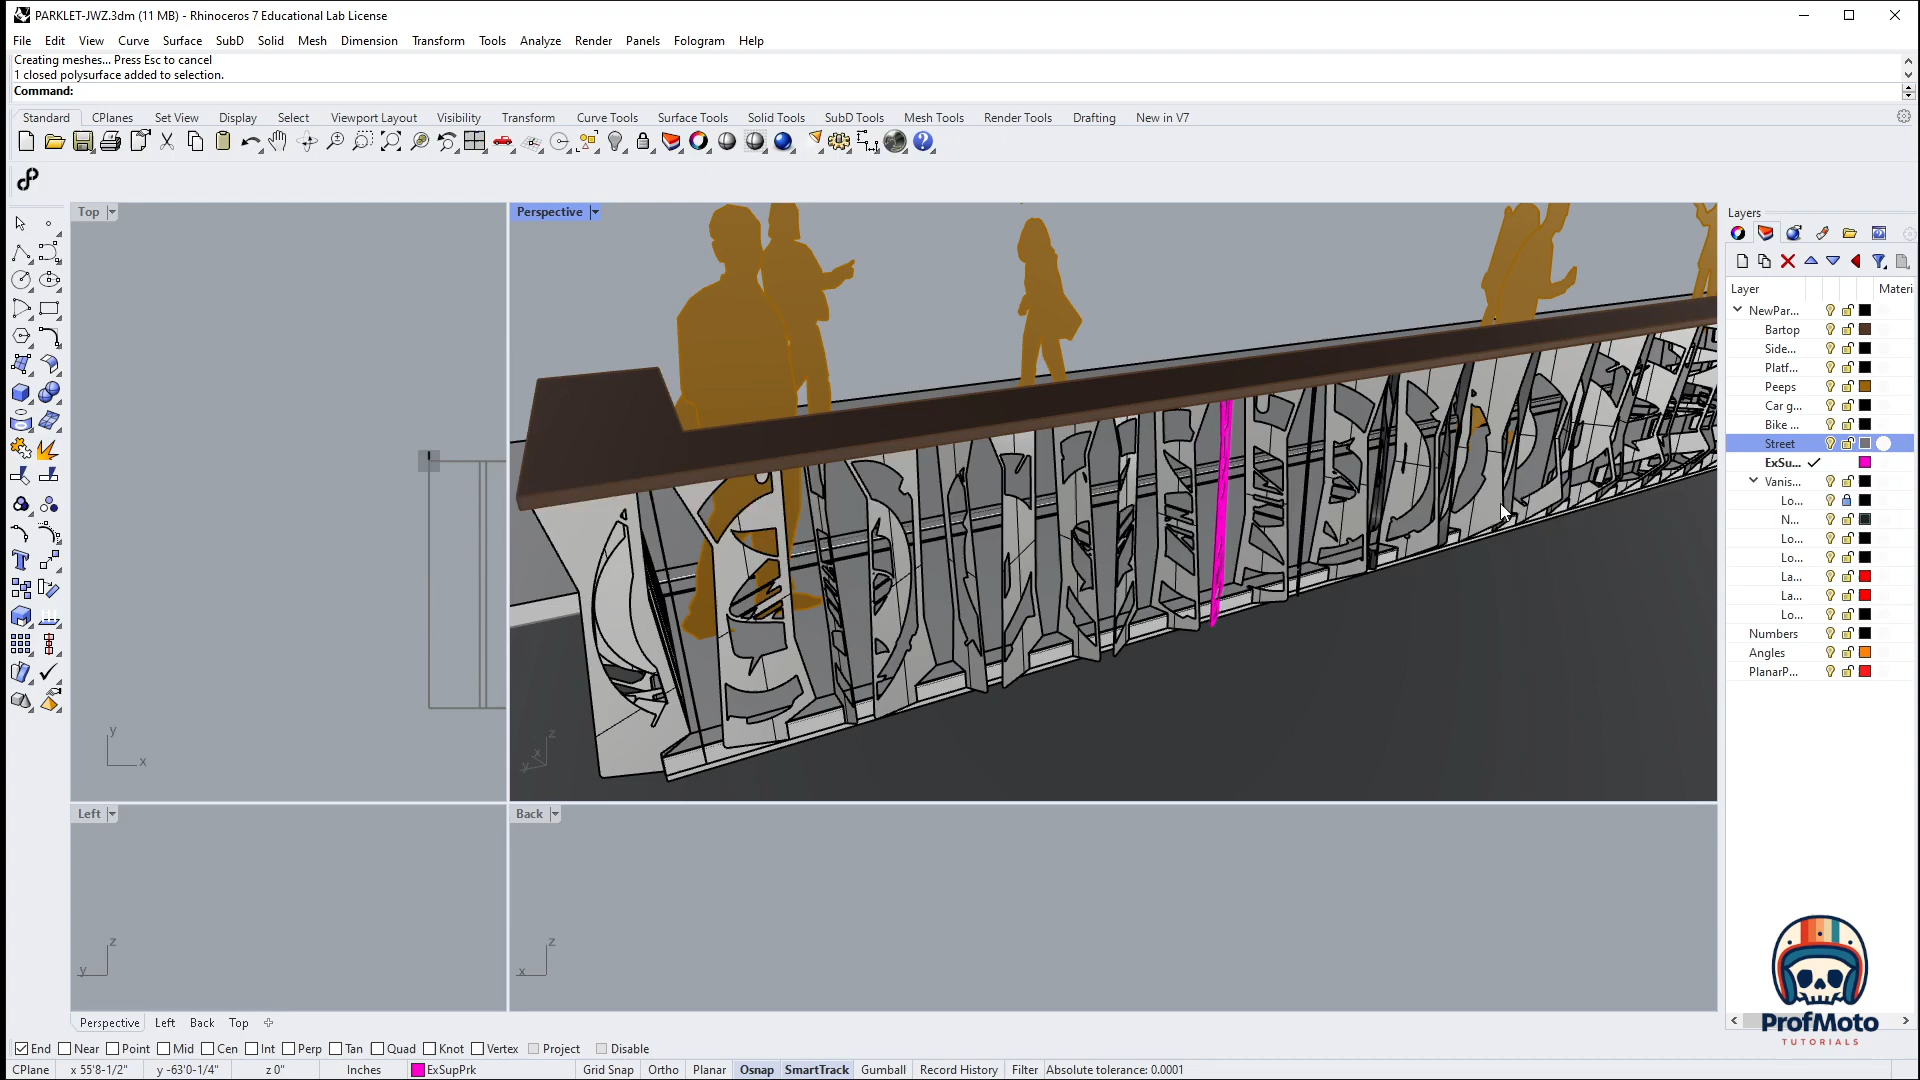 PARKLET-JWZ.3dm (11 MB) - Rhinoceros 7 Educational Lab License
File Edit View Curve Surface SubD Solid Mesh Dimension Transform Tools Analyze Render Panels Fologram Help
Creating meshes... Press Esc to cancel
1 closed polysurface added to selection.
Command:
Standard CPlanes Set View Display Select Viewport Layout Visibility Transform Curve Tools Surface Tools Solid Tools SubD Tools Mesh Tools Render Tools Drafting New in V7
Top
Perspective
Layers
Layer Materi
NewPar...
Bartop
Side...
Platf...
Peeps
Car g...
Bike ...
Street
ExSu...
Vanis...
Lo...
N...
Lo...
Lo...
La...
La...
Lo...
Numbers
Angles
PlanarP...
y
x
z
x
y
Left
Back
z
y
z
x
Perspective Left Back Top
ProfMoto
TUTORIALS
End Near Point Mid Cen Int Perp Tan Quad Knot Vertex Project Disable
CPlane x 55'8-1/2" y -63'0-1/4" z 0" Inches ExSupPrk Grid Snap Ortho Planar Osnap SmartTrack Gumball Record History Filter Absolute tolerance: 0.0001